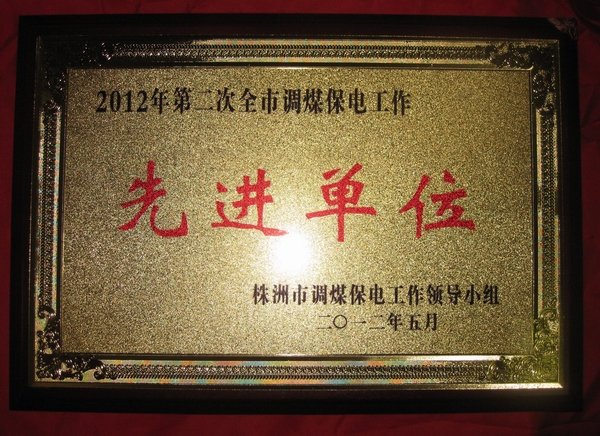 2012年第二次全市调煤保电工作
先进单位
株洲市调煤保电工作领导小组
二〇一二年五月